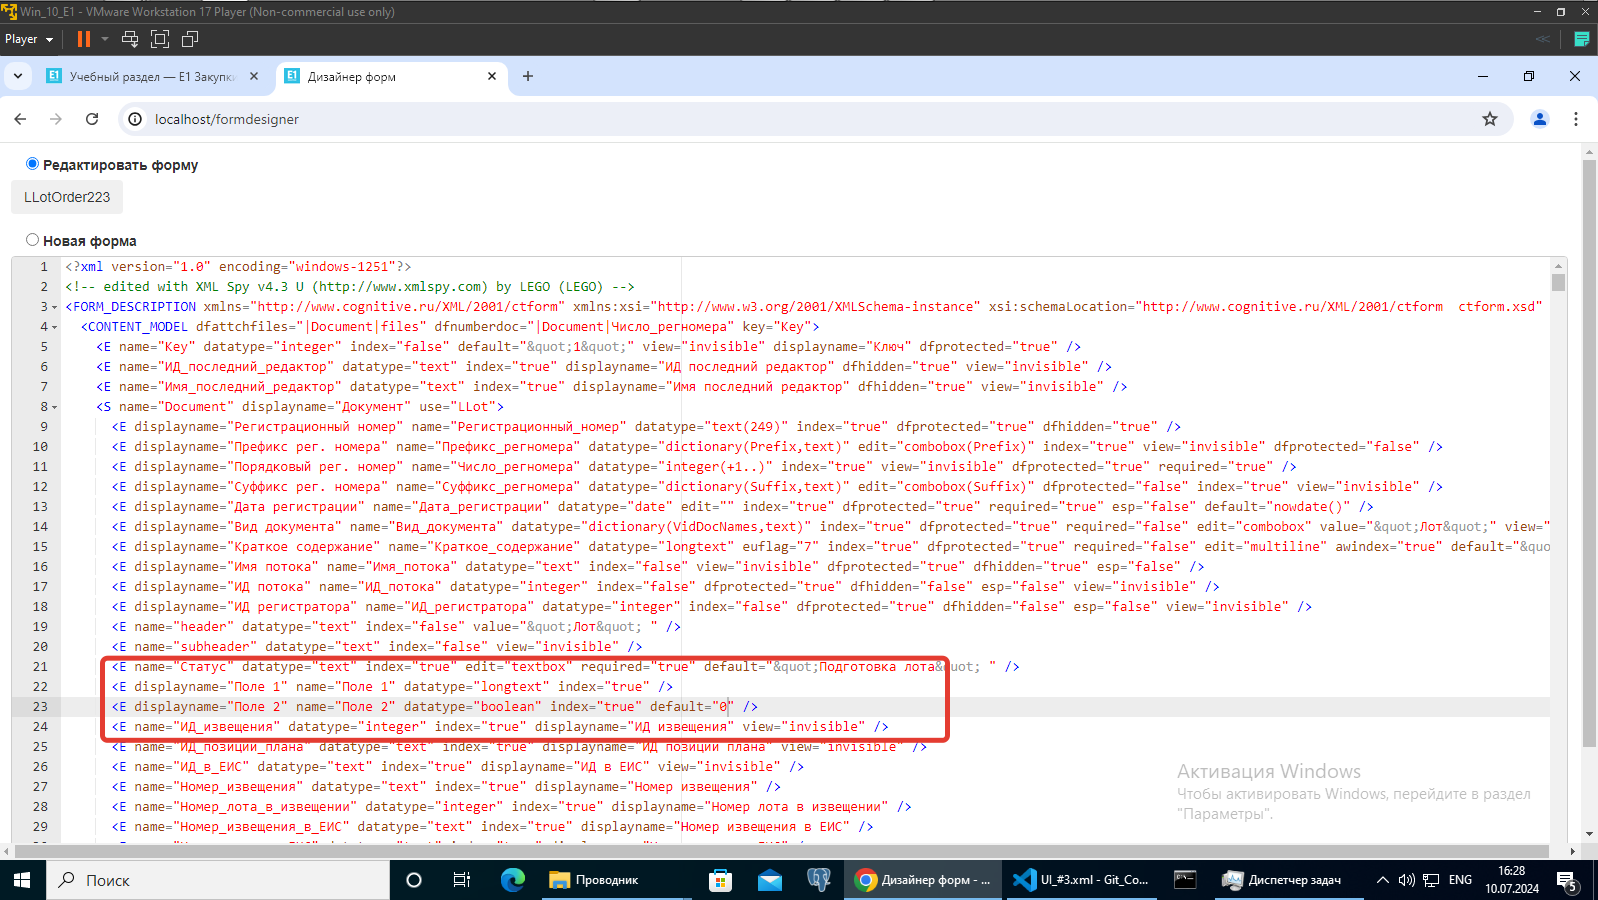 Win_10_E1 - VMware Workstation 17 Player (Non-commercial use only)
Player
Учебный раздел — E1 Закупк
Дизайнер форм
localhost/formdesigner
Редактировать форму
LLotOrder223
Новая форма
1 <?xml version="1.0" encoding="windows-1251"?>
2 <!-- edited with XML Spy v4.3 U (http://www.xmlspy.com) by LEGO (LEGO) -->
3 <FORM_DESCRIPTION xmlns="http://www.cognitive.ru/XML/2001/ctform" xmlns:xsi="http://www.w3.org/2001/XMLSchema-instance" xsi:schemaLocation="http://www.cognitive.ru/XML/2001/ctform  ctform.xsd"
4 <CONTENT_MODEL dfattchfiles="|Document|files" dfnumberdoc="|Document|Число_регномера" key="Key">
5 <E name="Key" datatype="integer" index="false" default="&quot;1&quot;" view="invisible" displayname="Ключ" dfprotected="true" />
6 <E name="ИД_последний_редактор" datatype="text" index="true" displayname="ИД последний редактор" dfhidden="true" view="invisible" />
7 <E name="Имя_последний_редактор" datatype="text" index="true" displayname="Имя последний редактор" dfhidden="true" view="invisible" />
8 <S name="Document" displayname="Документ" use="LLot">
9 <E displayname="Регистрационный номер" name="Регистрационный_номер" datatype="text(249)" index="true" dfprotected="true" dfhidden="true" />
10 <E displayname="Префикс рег. номера" name="Префикс_регномера" datatype="dictionary(Prefix,text)" edit="combobox(Prefix)" index="true" view="invisible" dfprotected="false" />
11 <E displayname="Порядковый рег. номер" name="Число_регномера" datatype="integer(+1..)" index="true" view="invisible" dfprotected="true" required="true" />
12 <E displayname="Суффикс рег. номера" name="Суффикс_регномера" datatype="dictionary(Suffix,text)" edit="combobox(Suffix)" dfprotected="false" index="true" view="invisible" />
13 <E displayname="Дата регистрации" name="Дата_регистрации" datatype="date" edit="" index="true" dfprotected="true" required="true" esp="false" default="nowdate()" />
14 <E displayname="Вид документа" name="Вид_документа" datatype="dictionary(VidDocNames,text)" index="true" dfprotected="true" required="false" edit="combobox" value="&quot;Лот&quot;" view="
15 <E displayname="Краткое содержание" name="Краткое_содержание" datatype="longtext" euflag="7" index="true" dfprotected="true" required="false" edit="multiline" awindex="true" default="&quo
16 <E displayname="Имя потока" name="Имя_потока" datatype="text" index="false" view="invisible" dfprotected="true" dfhidden="true" esp="false" />
17 <E displayname="ИД потока" name="ИД_потока" datatype="integer" index="false" dfprotected="true" dfhidden="false" esp="false" view="invisible" />
18 <E displayname="ИД регистратора" name="ИД_регистратора" datatype="integer" index="false" dfprotected="true" dfhidden="false" esp="false" view="invisible" />
19 <E name="header" datatype="text" index="false" value="&quot;Лот&quot; " />
20 <E name="subheader" datatype="text" index="false" view="invisible" />
21 <E name="Статус" datatype="text" index="true" edit="textbox" required="true" default="&quot;Подготовка лота&quot; " />
22 <E displayname="Поле 1" name="Поле 1" datatype="longtext" index="true" />
23 <E displayname="Поле 2" name="Поле 2" datatype="boolean" index="true" default="0" />
24 <E name="ИД_извещения" datatype="integer" index="true" displayname="ИД извещения" view="invisible" />
25 <E name="ИД_позиции_плана" datatype="text" index="true" displayname="ИД позиции плана" view="invisible" />
26 <E name="ИД_в_ЕИС" datatype="text" index="true" displayname="ИД в ЕИС" view="invisible" />
27 <E name="Номер_извещения" datatype="text" index="true" displayname="Номер извещения" />
28 <E name="Номер_лота_в_извещении" datatype="integer" index="true" displayname="Номер лота в извещении" />
29 <E name="Номер_извещения_в_ЕИС" datatype="text" index="true" displayname="Номер извещения в ЕИС" />
Активация Windows
Чтобы активировать Windows, перейдите в раздел
"Параметры".
Поиск
Проводник
Дизайнер форм - ...
UI_#3.xml - Git_Co...
Диспетчер задач
ENG
16:28
10.07.2024
5